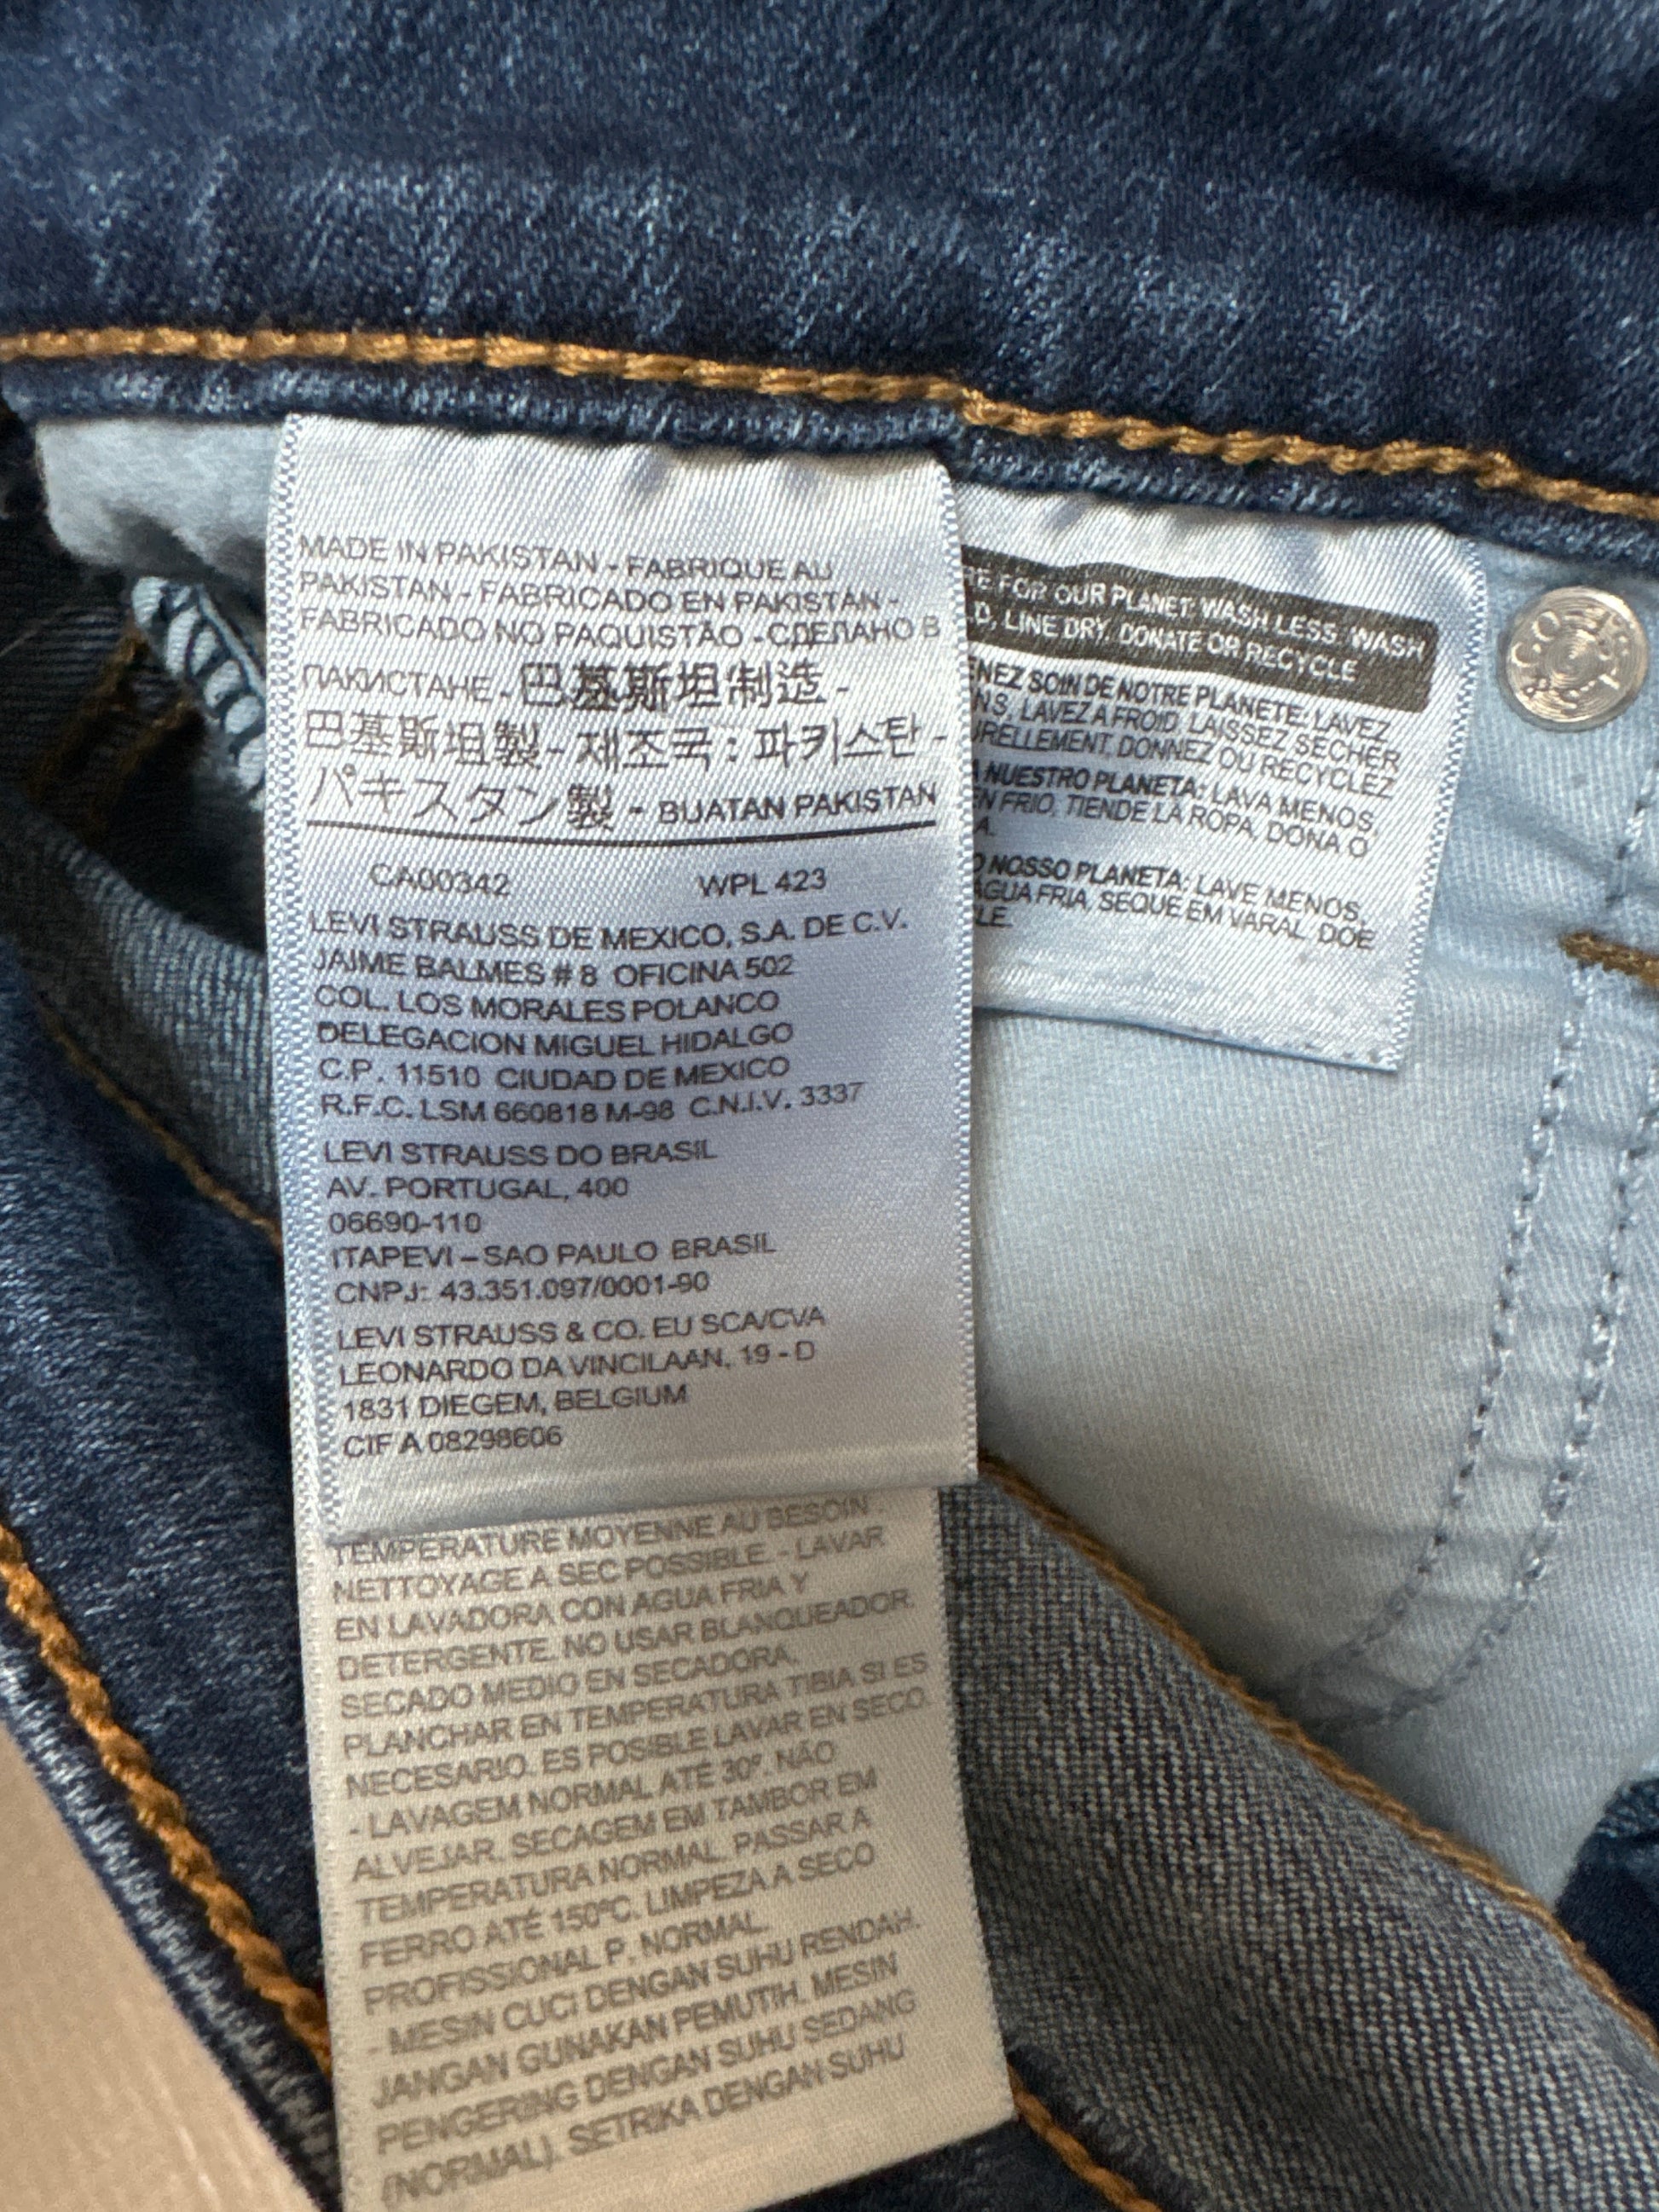 MADE IN PAKISTAN - FABRIQUE AU
PAKISTAN - FABRICADO EN PAKISTAN -
FABRICADO NO PAQUISTÃO - СДЕЛАНО В
ПАКИСТАНЕ - 巴基斯坦制造 -
巴基斯坦製 - 제조국 : 파키스탄 -
パキスタン製 - BUATAN PAKISTAN
CA00342 WPL 423
LEVI STRAUSS DE MEXICO, S.A. DE C.V.
JAIME BALMES # 8 OFICINA 502
COL. LOS MORALES POLANCO
DELEGACION MIGUEL HIDALGO
C.P. 11510 CIUDAD DE MEXICO
R.F.C. LSM 660818 M-98 C.N.I.V. 3337
LEVI STRAUSS DO BRASIL
AV. PORTUGAL, 400
06690-110
ITAPEVI – SAO PAULO BRASIL
CNPJ: 43.351.097/0001-90
LEVI STRAUSS & CO. EU SCA/CVA
LEONARDO DA VINCILAAN, 19 - D
1831 DIEGEM, BELGIUM
CIF A 08298606
TEMPERATURE MOYENNE AU BESOIN
NETTOYAGE A SEC POSSIBLE. - LAVAR
EN LAVADORA CON AGUA FRIA Y
DETERGENTE. NO USAR BLANQUEADOR.
SECADO MEDIO EN SECADORA.
PLANCHAR EN TEMPERATURA TIBIA SI ES
NECESARIO. ES POSIBLE LAVAR EN SECO.
- LAVAGEM NORMAL ATÉ 30º. NÃO
ALVEJAR. SECAGEM EM TAMBOR EM
TEMPERATURA NORMAL. PASSAR A
FERRO ATÉ 150ºC. LIMPEZA A SECO
PROFISSIONAL P, NORMAL.
- MESIN CUCI DENGAN SUHU RENDAH.
JANGAN GUNAKAN PEMUTIH. MESIN
PENGERING DENGAN SUHU SEDANG
(NORMAL). SETRIKA DENGAN SUHU
RE FOR OUR PLANET: WASH LESS, WASH
D, LINE DRY, DONATE OR RECYCLE
NEZ SOIN DE NOTRE PLANETE: LAVEZ
NS, LAVEZ A FROID, LAISSEZ SECHER
RELLEMENT, DONNEZ OU RECYCLEZ
NUESTRO PLANETA: LAVA MENOS,
EN FRIO, TIENDE LA ROPA, DONA O
A.
O NOSSO PLANETA: LAVE MENOS,
AGUA FRIA, SEQUE EM VARAL, DOE
LE.